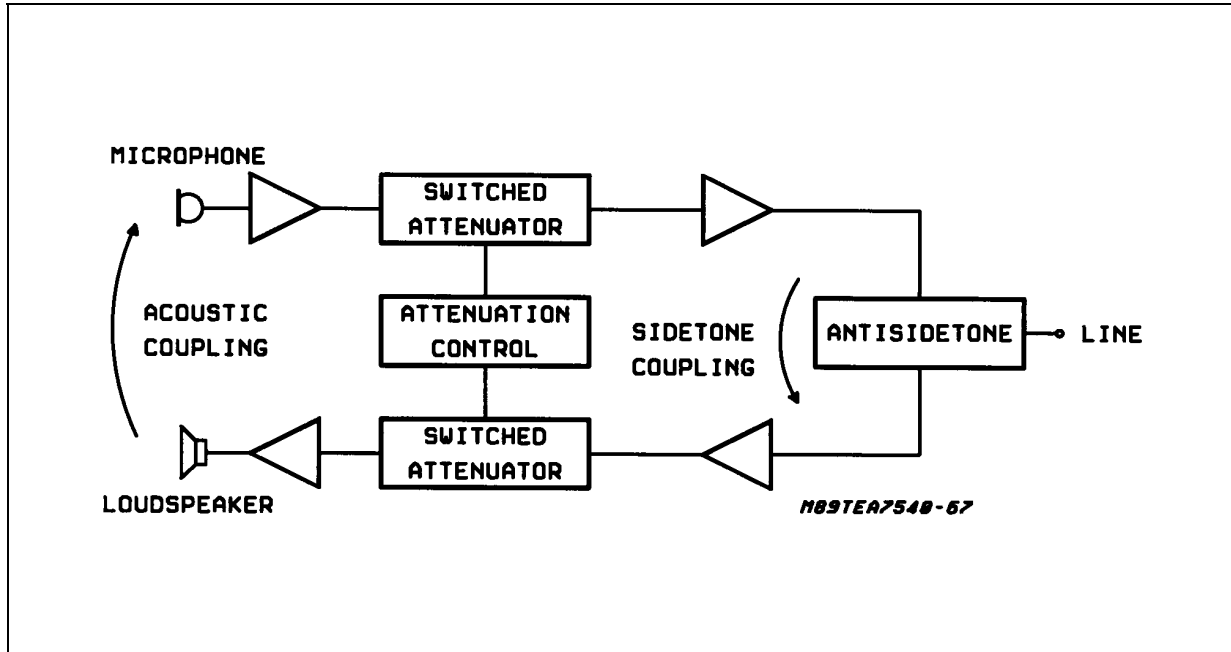 MICROPHONE
SWITCHED
ATTENUATOR
ACOUSTIC
COUPLING
ATTENUATION
CONTROL
SIDETONE
COUPLING
ANTISIDETONE
LINE
SWITCHED
ATTENUATOR
LOUDSPEAKER
M89TEA7540-67